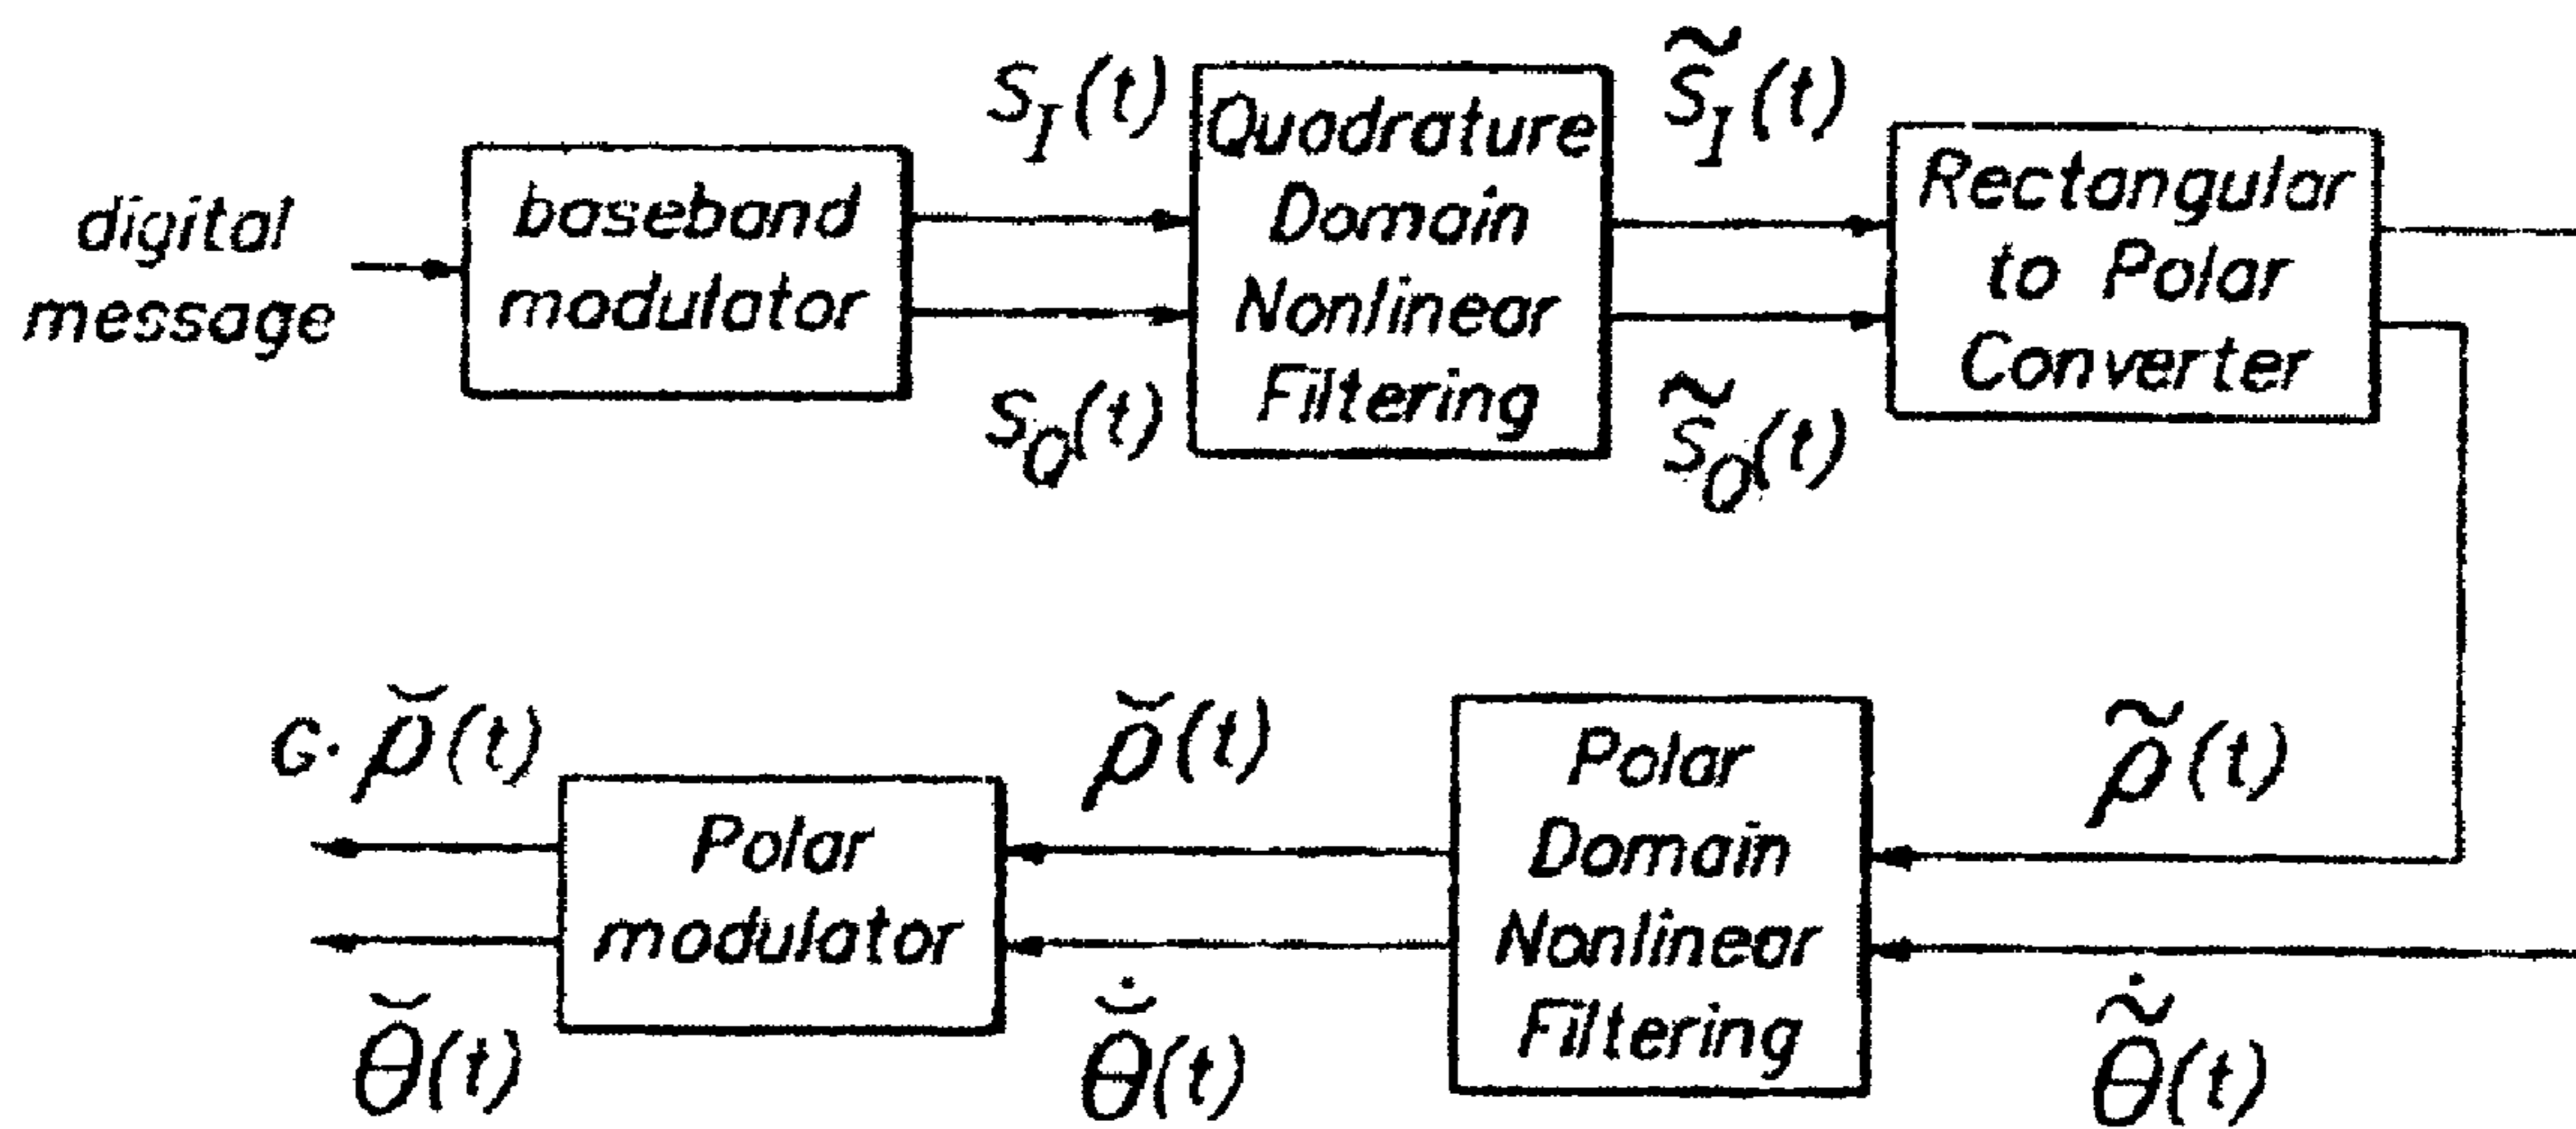 digital
message
baseband
modulator
S_I(t)
S_Q(t)
Quadrature
Domain
Nonlinear
Filtering
S̃_I(t)
S̃_Q(t)
Rectangular
to Polar
Converter
ρ̃(t)
θ̃̇(t)
Polar
Domain
Nonlinear
Filtering
ρ̆(t)
θ̆̇(t)
Polar
modulator
G·ρ̆(t)
θ̆(t)